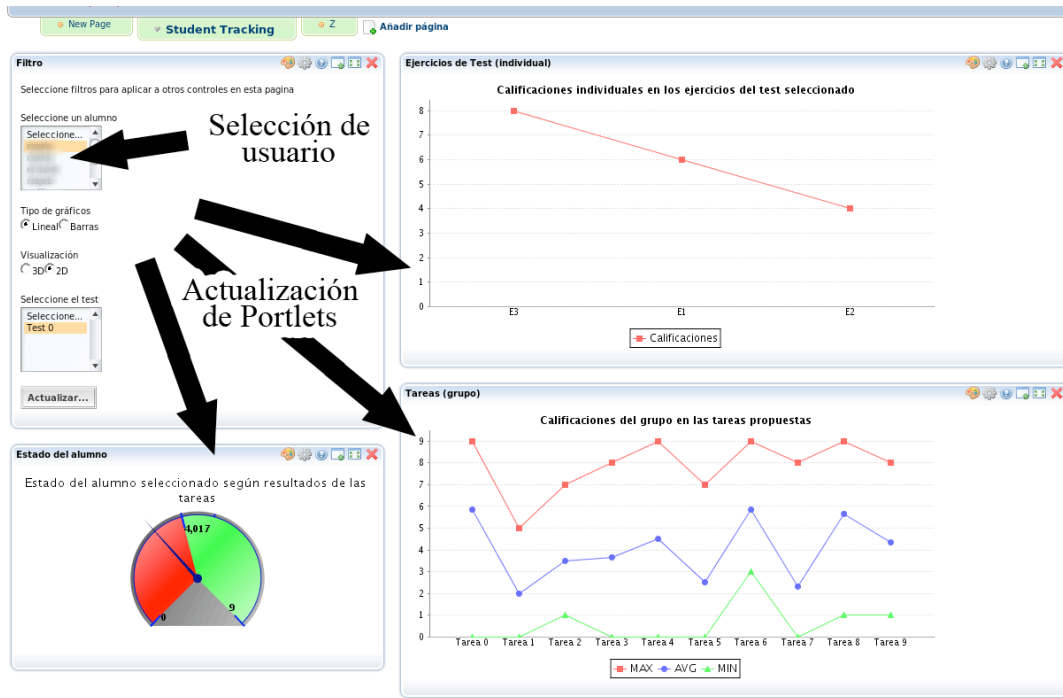 New Page
Student Tracking
Z
Añadir página
Filtro
Seleccione filtros para aplicar a otros controles en esta pagina
Seleccione un alumno
Seleccione...
Selección de
usuario
Tipo de gráficos
Lineal Barras
Visualización
3D 2D
Seleccione el test
Seleccione...
Test 0
Actualizar...
Actualización
de Portlets
Estado del alumno
Estado del alumno seleccionado según resultados de las
tareas
4,017
0
9
Ejercicios de Test (individual)
Calificaciones individuales en los ejercicios del test seleccionado
8
7
6
5
4
3
2
1
0
E3 E1 E2
Calificaciones
Tareas (grupo)
Calificaciones del grupo en las tareas propuestas
9
8
7
6
5
4
3
2
1
0
Tarea 0 Tarea 1 Tarea 2 Tarea 3 Tarea 4 Tarea 5 Tarea 6 Tarea 7 Tarea 8 Tarea 9
MAX AVG MIN